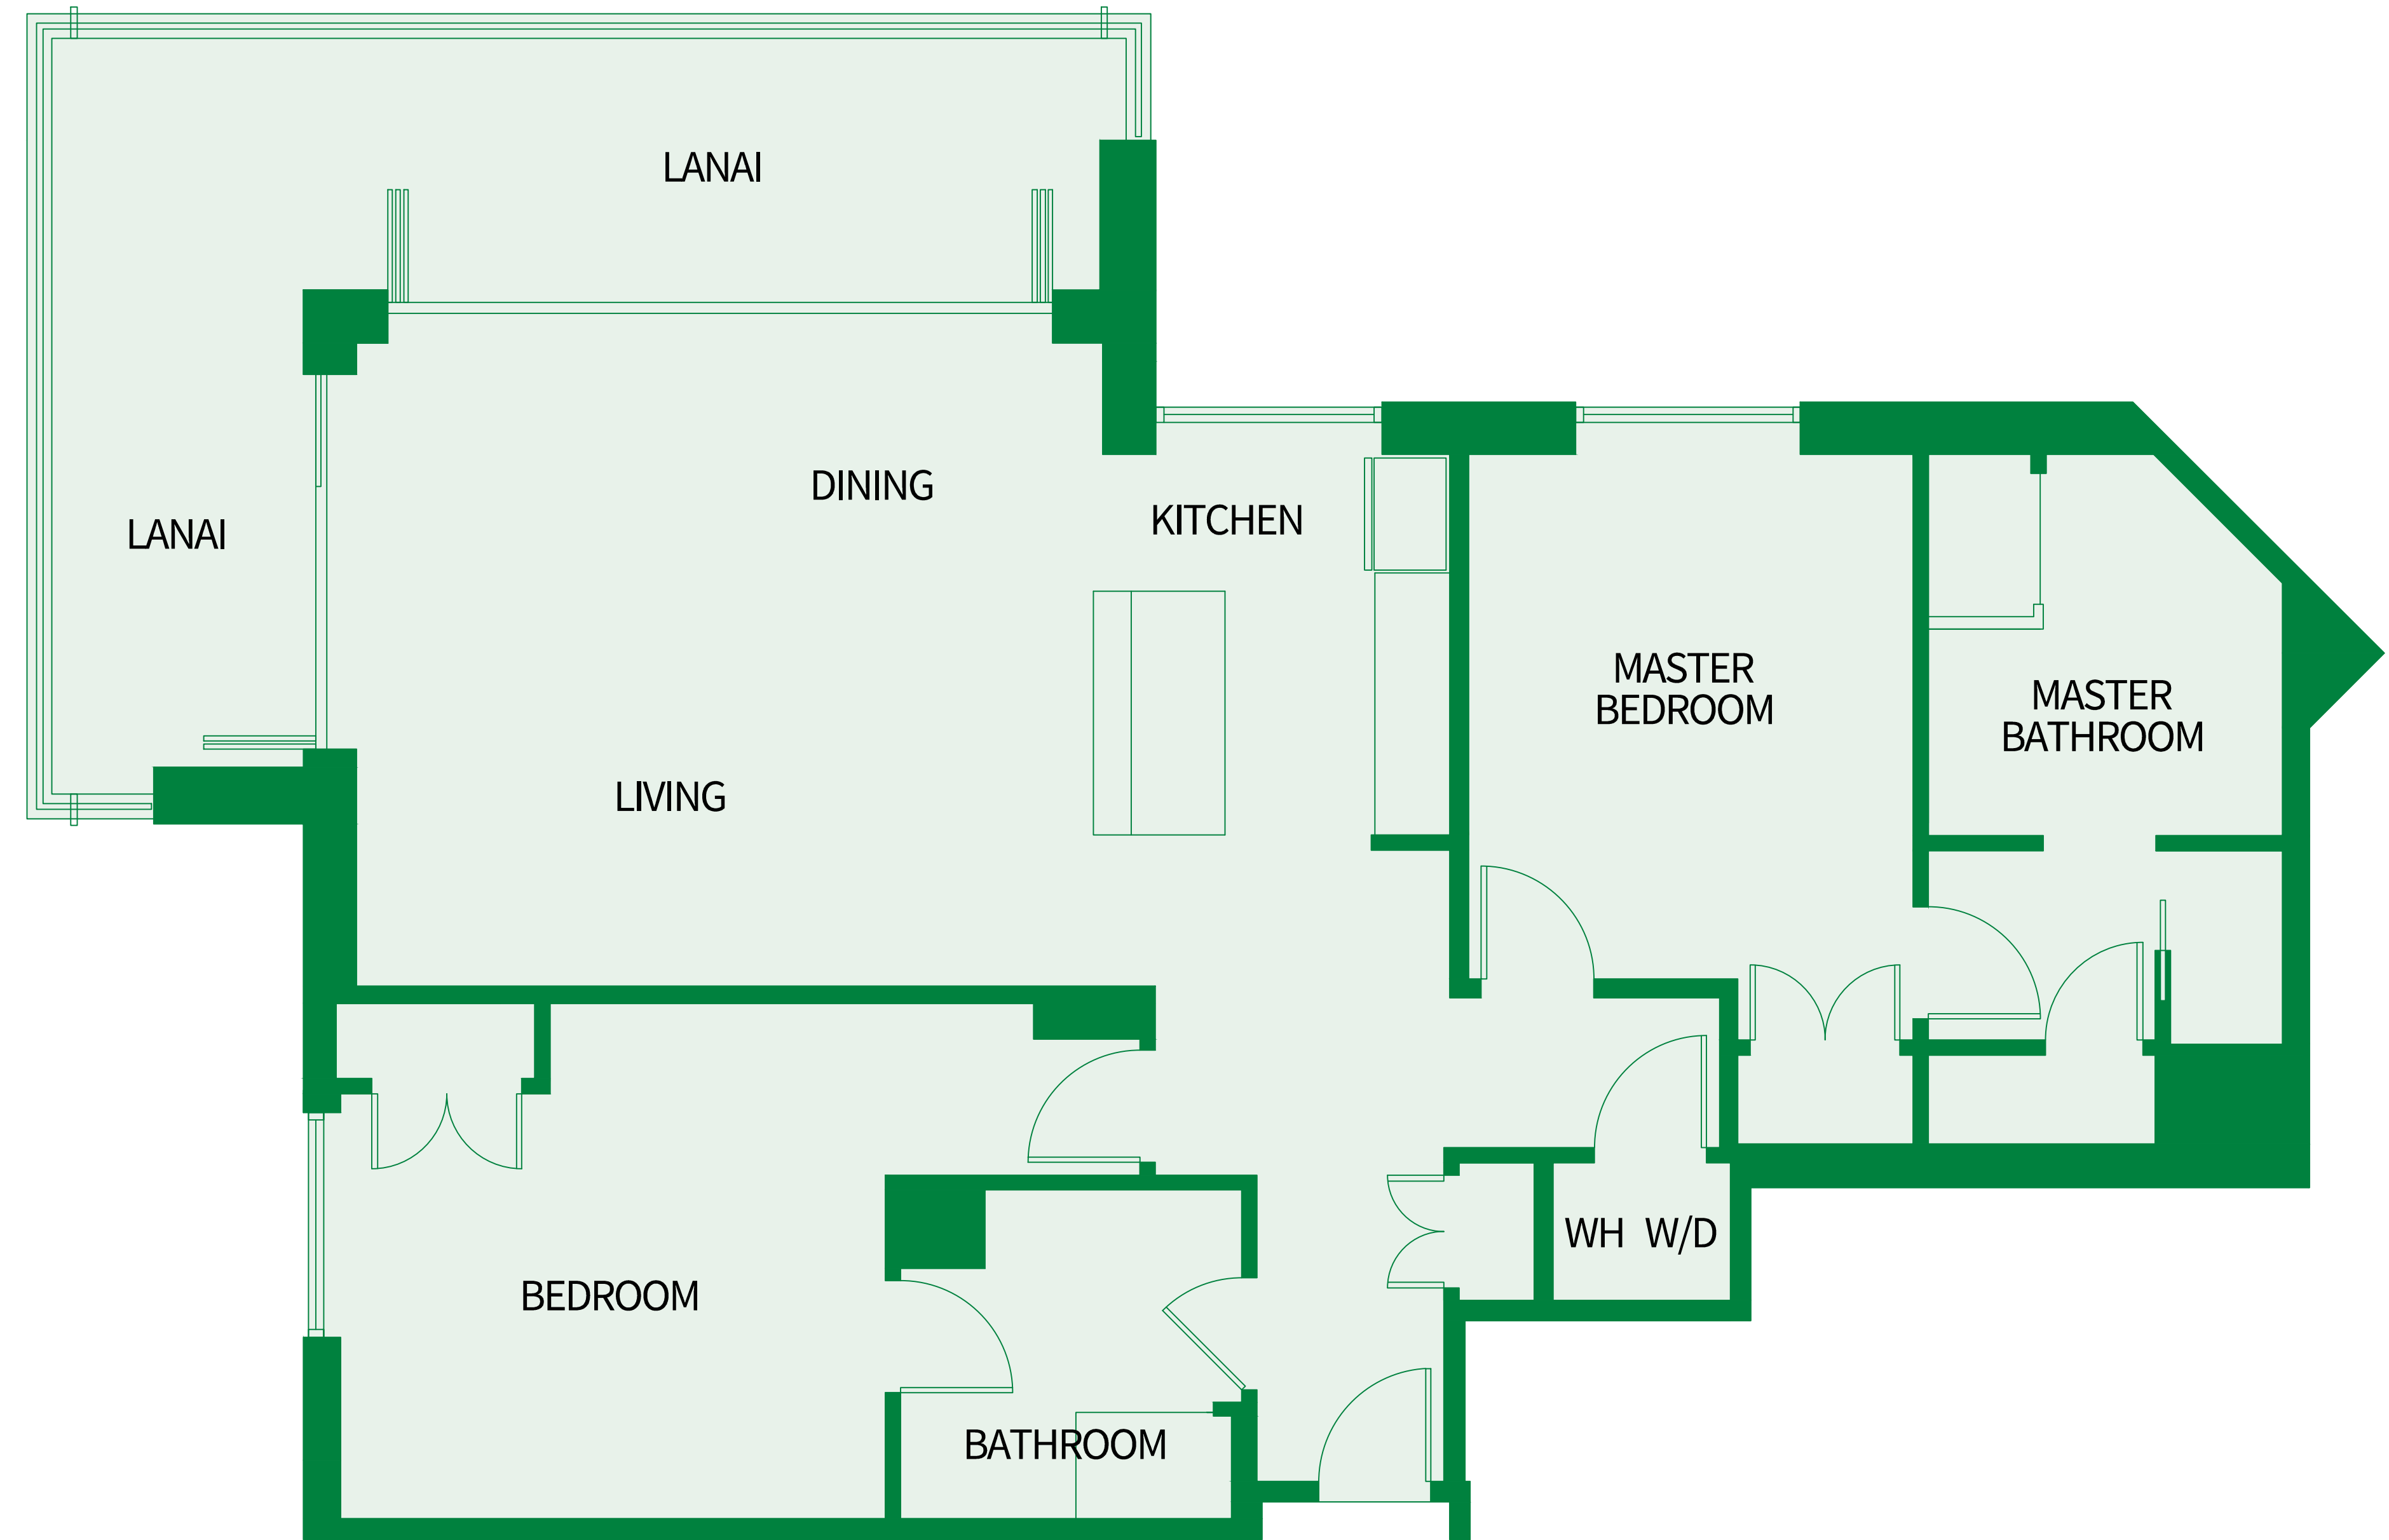 LANAI
DINING
KITCHEN
LANAI
MASTER
BEDROOM
MASTER
BATHROOM
LIVING
WH W/D
BEDROOM
BATHROOM